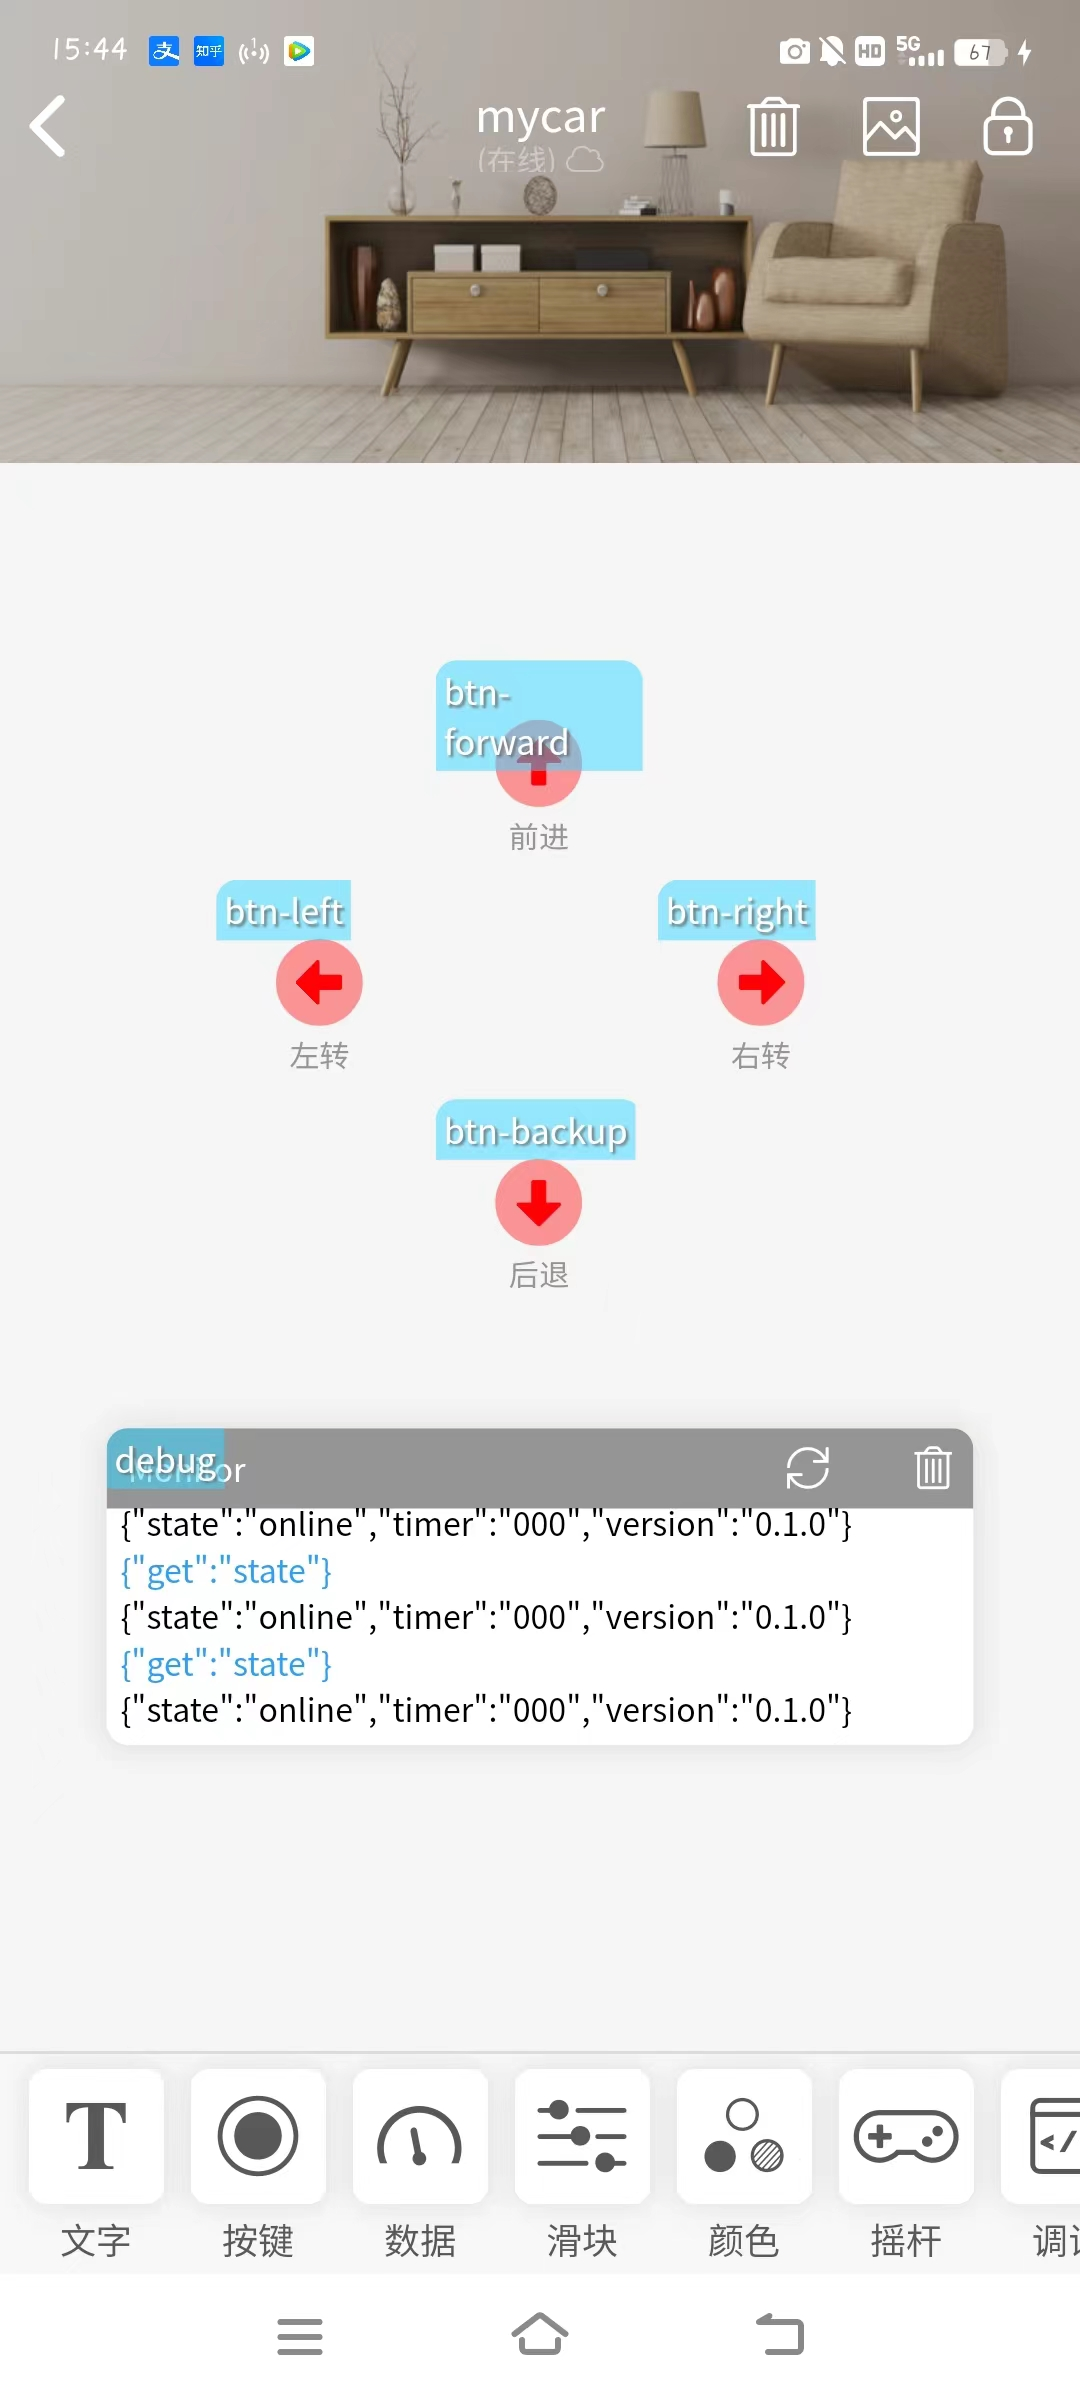 15:44
支
知乎
HD
5G
67
mycar
(在线)
btn-
forward
前进
btn-left
btn-right
左转
右转
btn-backup
后退
debug
Monitor
{"state":"online","timer":"000","version":"0.1.0"}
{"get":"state"}
{"state":"online","timer":"000","version":"0.1.0"}
{"get":"state"}
{"state":"online","timer":"000","version":"0.1.0"}
T
文字
按键
数据
滑块
颜色
摇杆
调